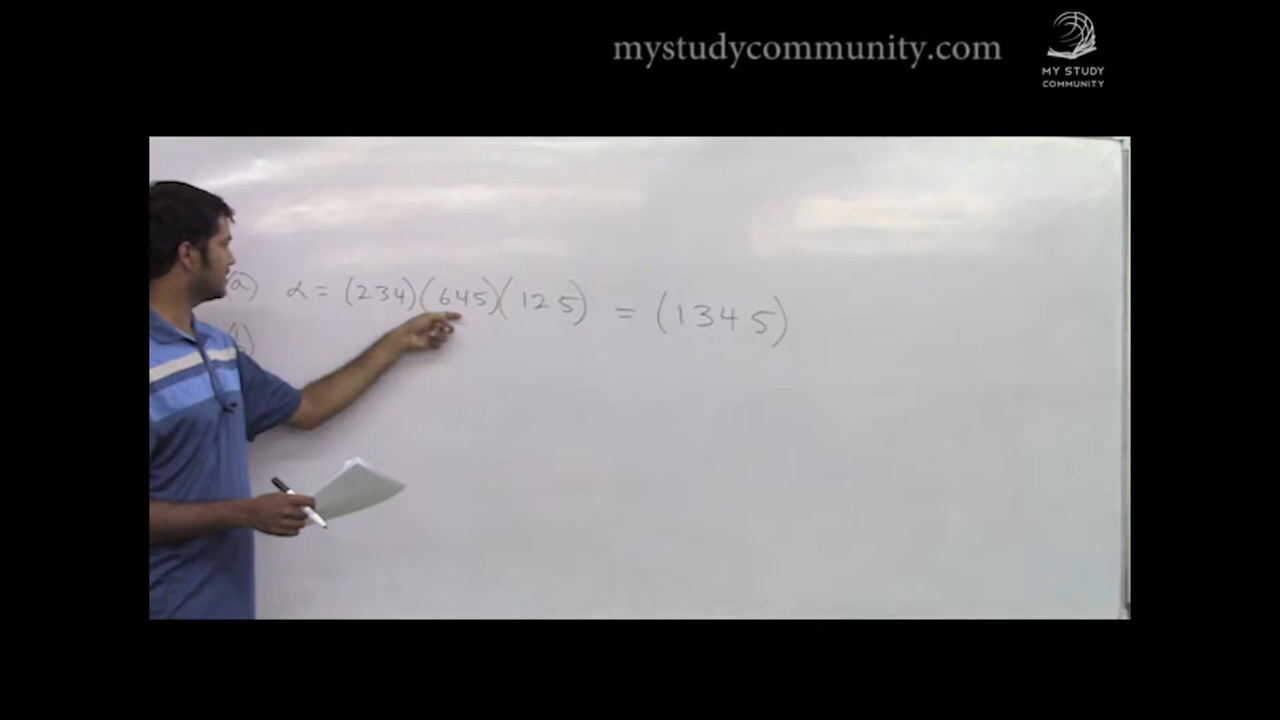 mystudycommunity.com
MY STUDY
COMMUNITY
(a) α = (234)(645)(125) = (1345)
(b)